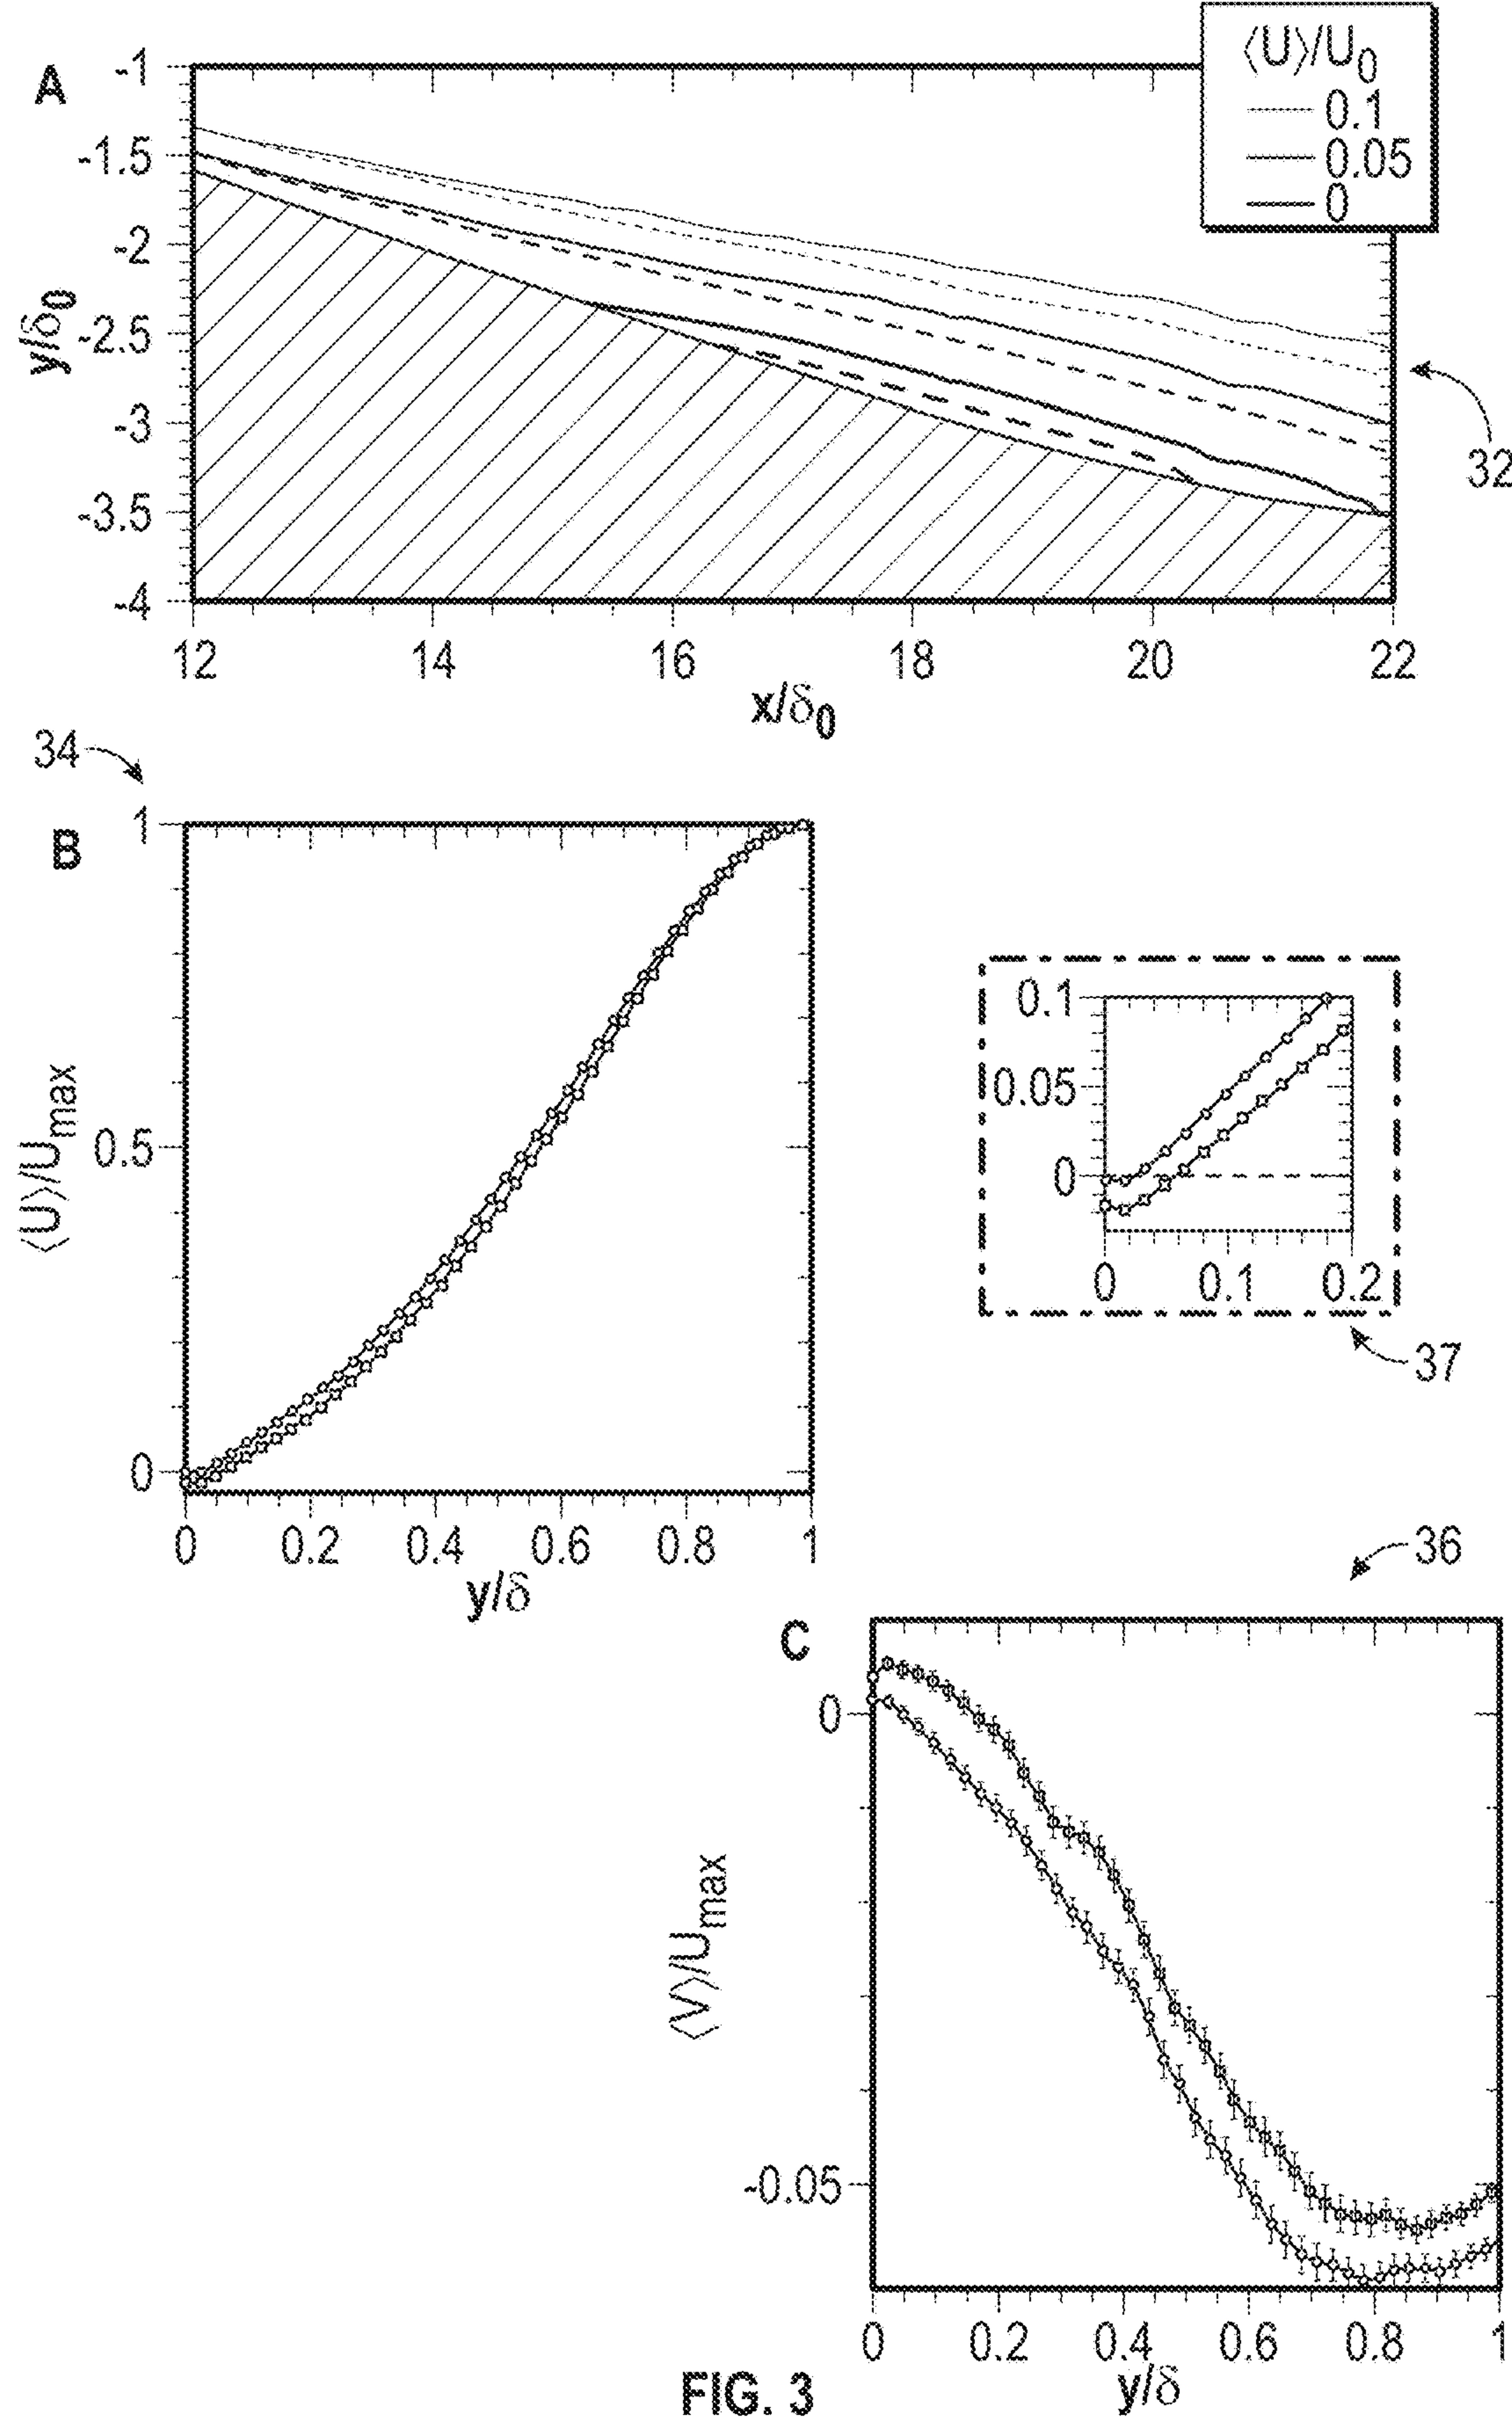 A
⟨U⟩/U0
0.1
0.05
0
-1
-1.5
-2
-2.5
-3
-3.5
-4
y/δ0
12 14 16 18 20 22
x/δ0
32
34
B
1
0.5
0
⟨U⟩/Umax
0 0.2 0.4 0.6 0.8 1
y/δ
0.1
0.05
0
0 0.1 0.2
37
36
C
0
-0.05
⟨V⟩/Umax
0 0.2 0.4 0.6 0.8 1
y/δ
FIG. 3